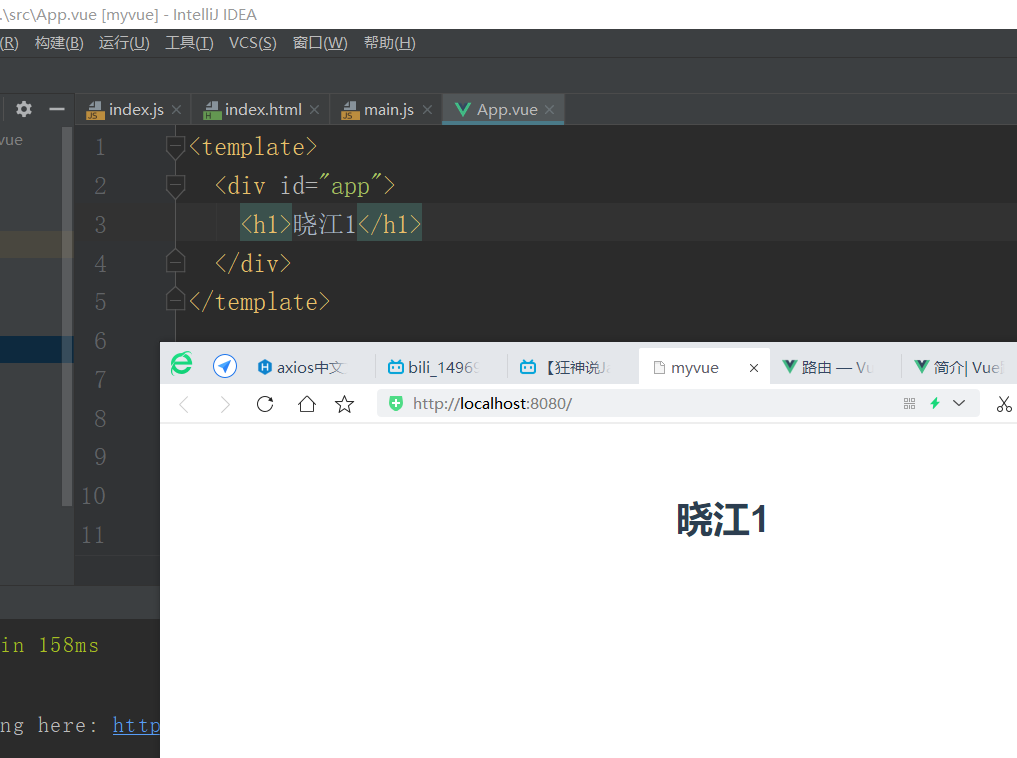 .\src\App.vue [myvue] - IntelliJ IDEA
(R) 构建(B) 运行(U) 工具(T) VCS(S) 窗口(W) 帮助(H)
index.js index.html main.js App.vue
vue
1 <template>
2 <div id="app">
3 <h1>晓江1</h1>
4 </div>
5 </template>
6
7
8
9
10
11
axios中文 bili_1496 【狂神说Ja myvue 路由 — Vu 简介| Vue
http://localhost:8080/
晓江1
in 158ms
ng here: http